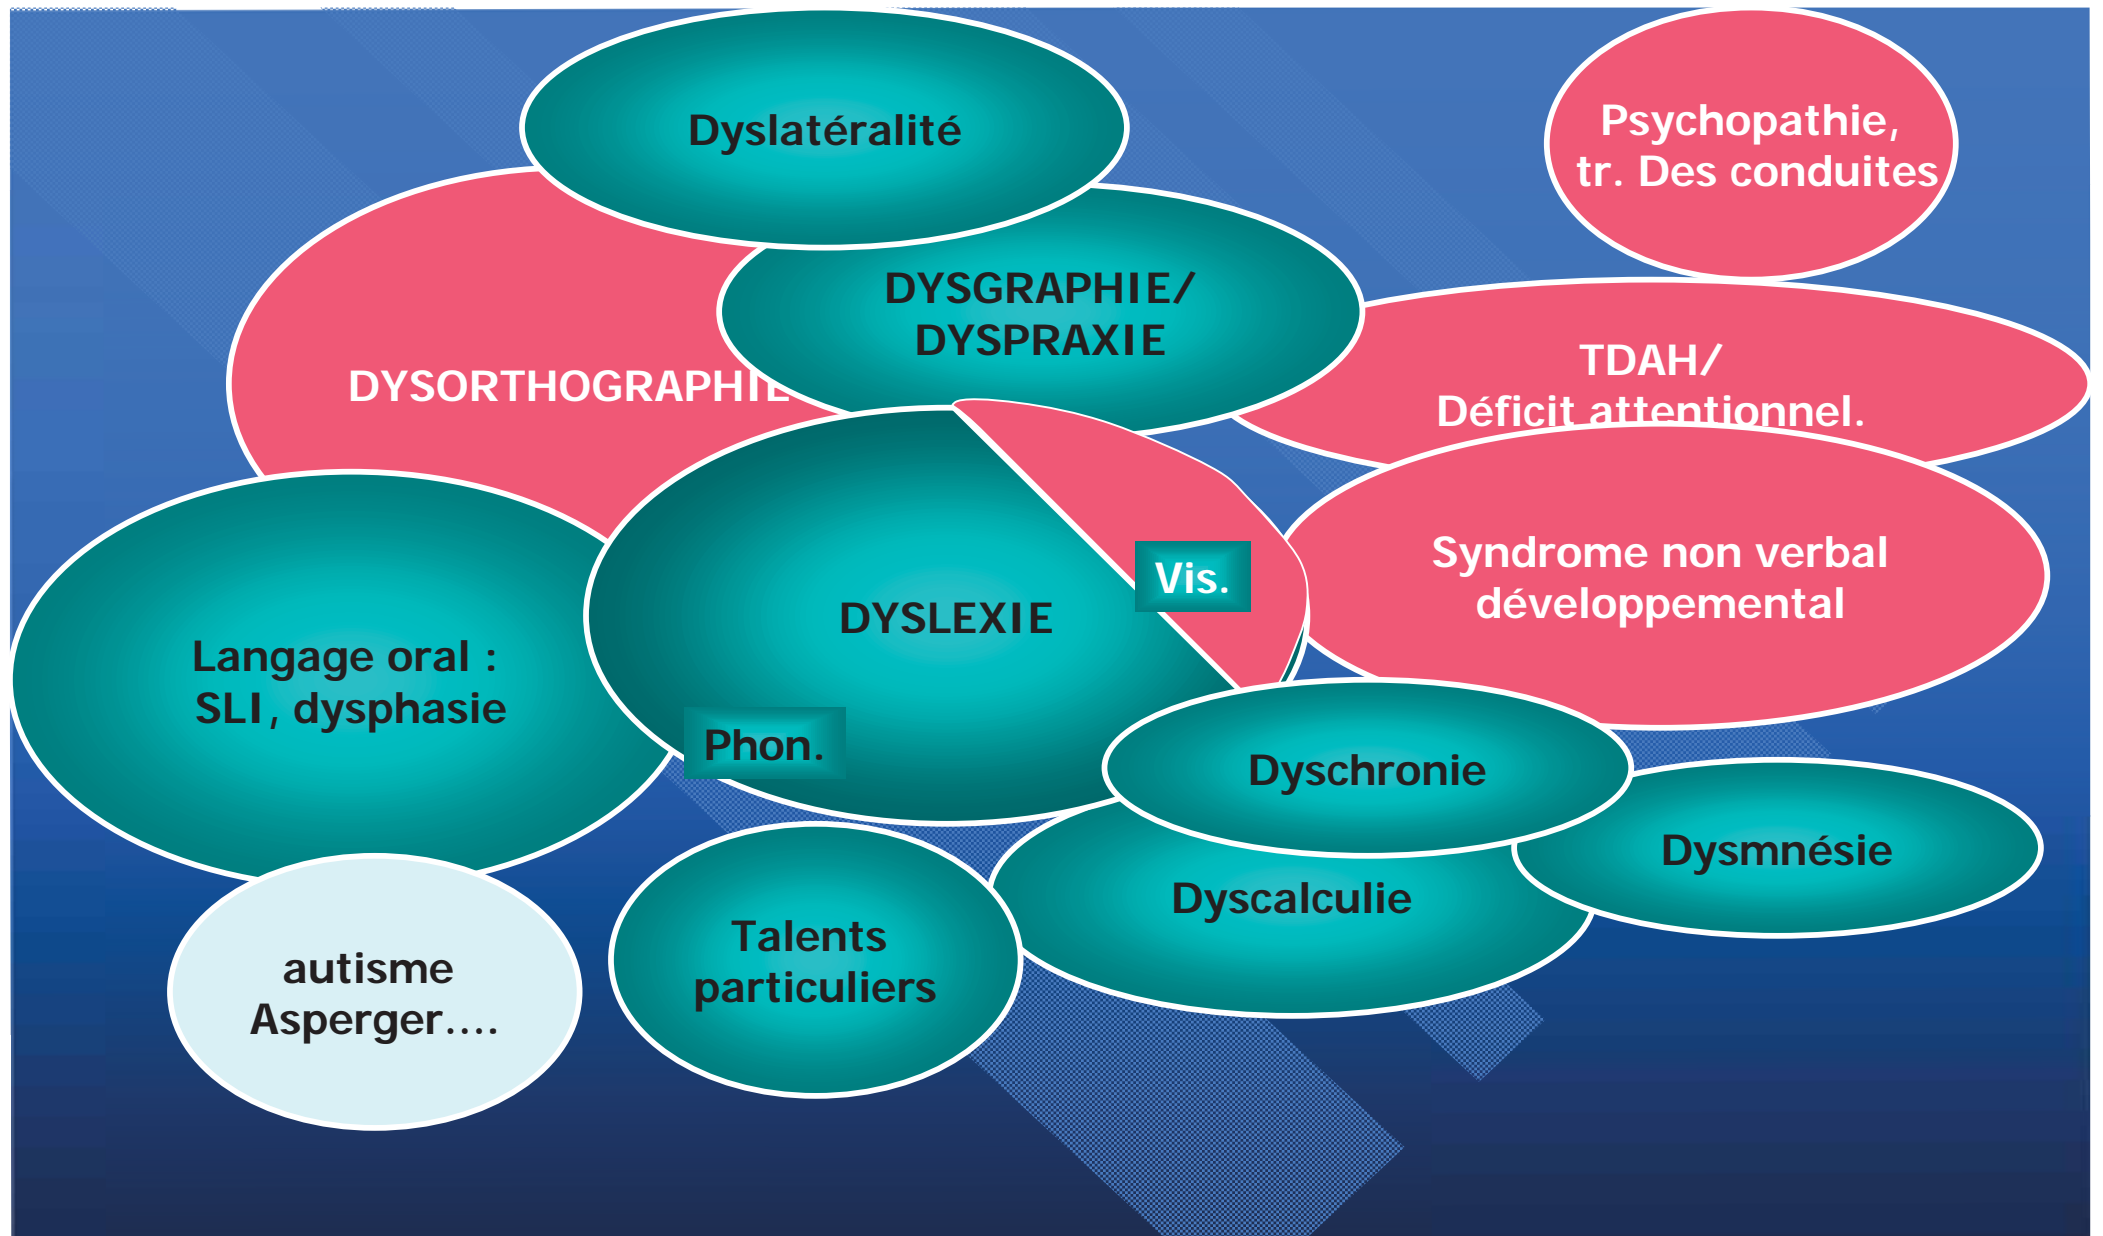 Dyslatéralité
Psychopathie,
tr. Des conduites
DYSGRAPHIE/
DYSPRAXIE
DYSORTHOGRAPHIE
TDAH/
Déficit attentionnel.
Syndrome non verbal
développemental
Vis.
DYSLEXIE
Langage oral :
SLI, dysphasie
Phon.
Dyschronie
Dysmnésie
Dyscalculie
Talents
particuliers
autisme
Asperger....